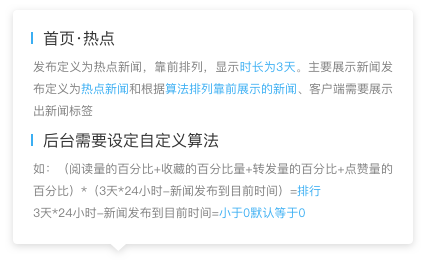 首页·热点
发布定义为热点新闻，靠前排列，显示时长为3天。主要展示新闻发
布定义为热点新闻和根据算法排列靠前展示的新闻、客户端需要展示
出新闻标签
后台需要设定自定义算法
如：（阅读量的百分比+收藏的百分比量+转发量的百分比+点赞量的
百分比）*（3天*24小时-新闻发布到目前时间）=排行
3天*24小时-新闻发布到目前时间=小于0默认等于0